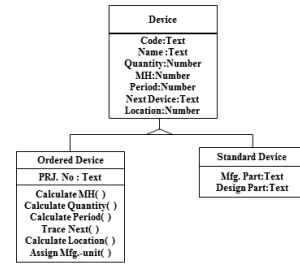 Device
Code:Text
Name :Text
Quantity:Number
MH:Number
Period:Number
Next Device:Text
Location:Number
Ordered Device
PRJ. No : Text
Calculate MH( )
Calculate Quantity( )
Calculate Period( )
Trace Next( )
Calculate Location( )
Assign Mfg.-unit( )
Standard Device
Mfg. Part:Text
Design Part:Text